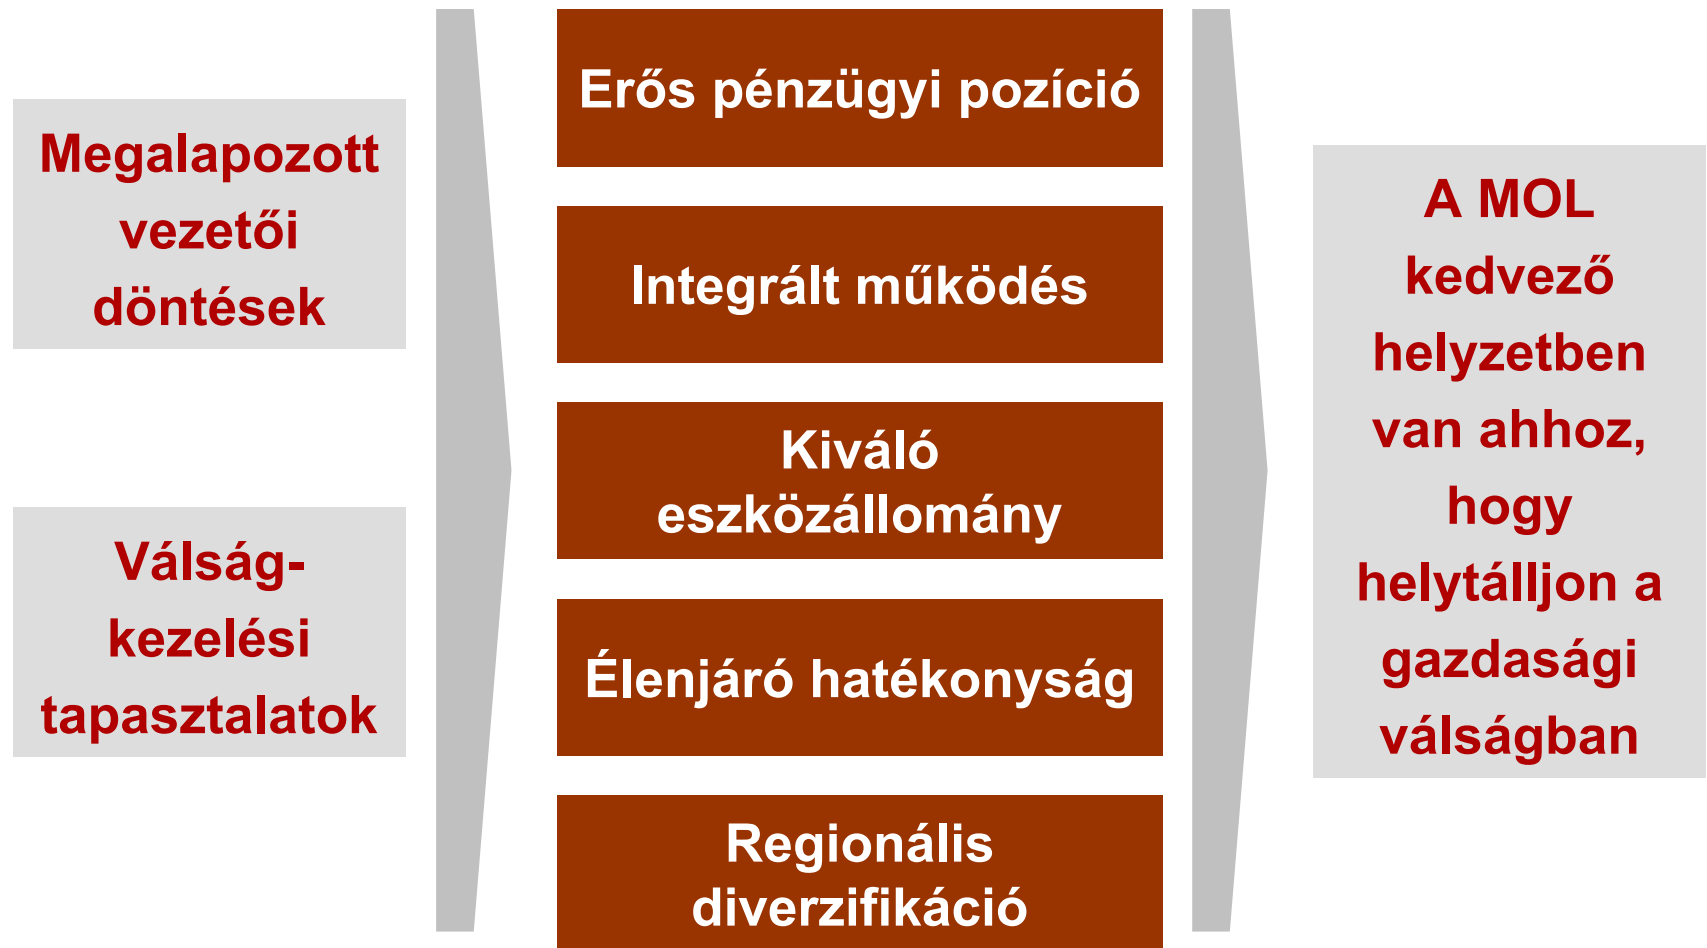 Megalapozott
vezetői
döntések
Válság-
kezelési
tapasztalatok
Erős pénzügyi pozíció
Integrált működés
Kiváló
eszközállomány
Élenjáró hatékonyság
Regionális
diverzifikáció
A MOL
kedvező
helyzetben
van ahhoz,
hogy
helytálljon a
gazdasági
válságban